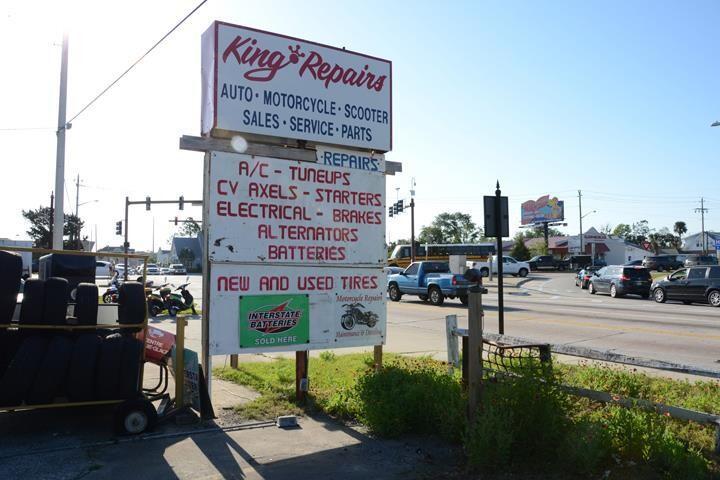 King Repairs
AUTO · MOTORCYCLE · SCOOTER
SALES · SERVICE · PARTS
REPAIRS
A/C - TUNEUPS
CV AXELS - STARTERS
ELECTRICAL - BRAKES
ALTERNATORS
BATTERIES
NEW AND USED TIRES
INTERSTATE
BATTERIES
SOLD HERE
Motorcycle Repair
Maintenance &